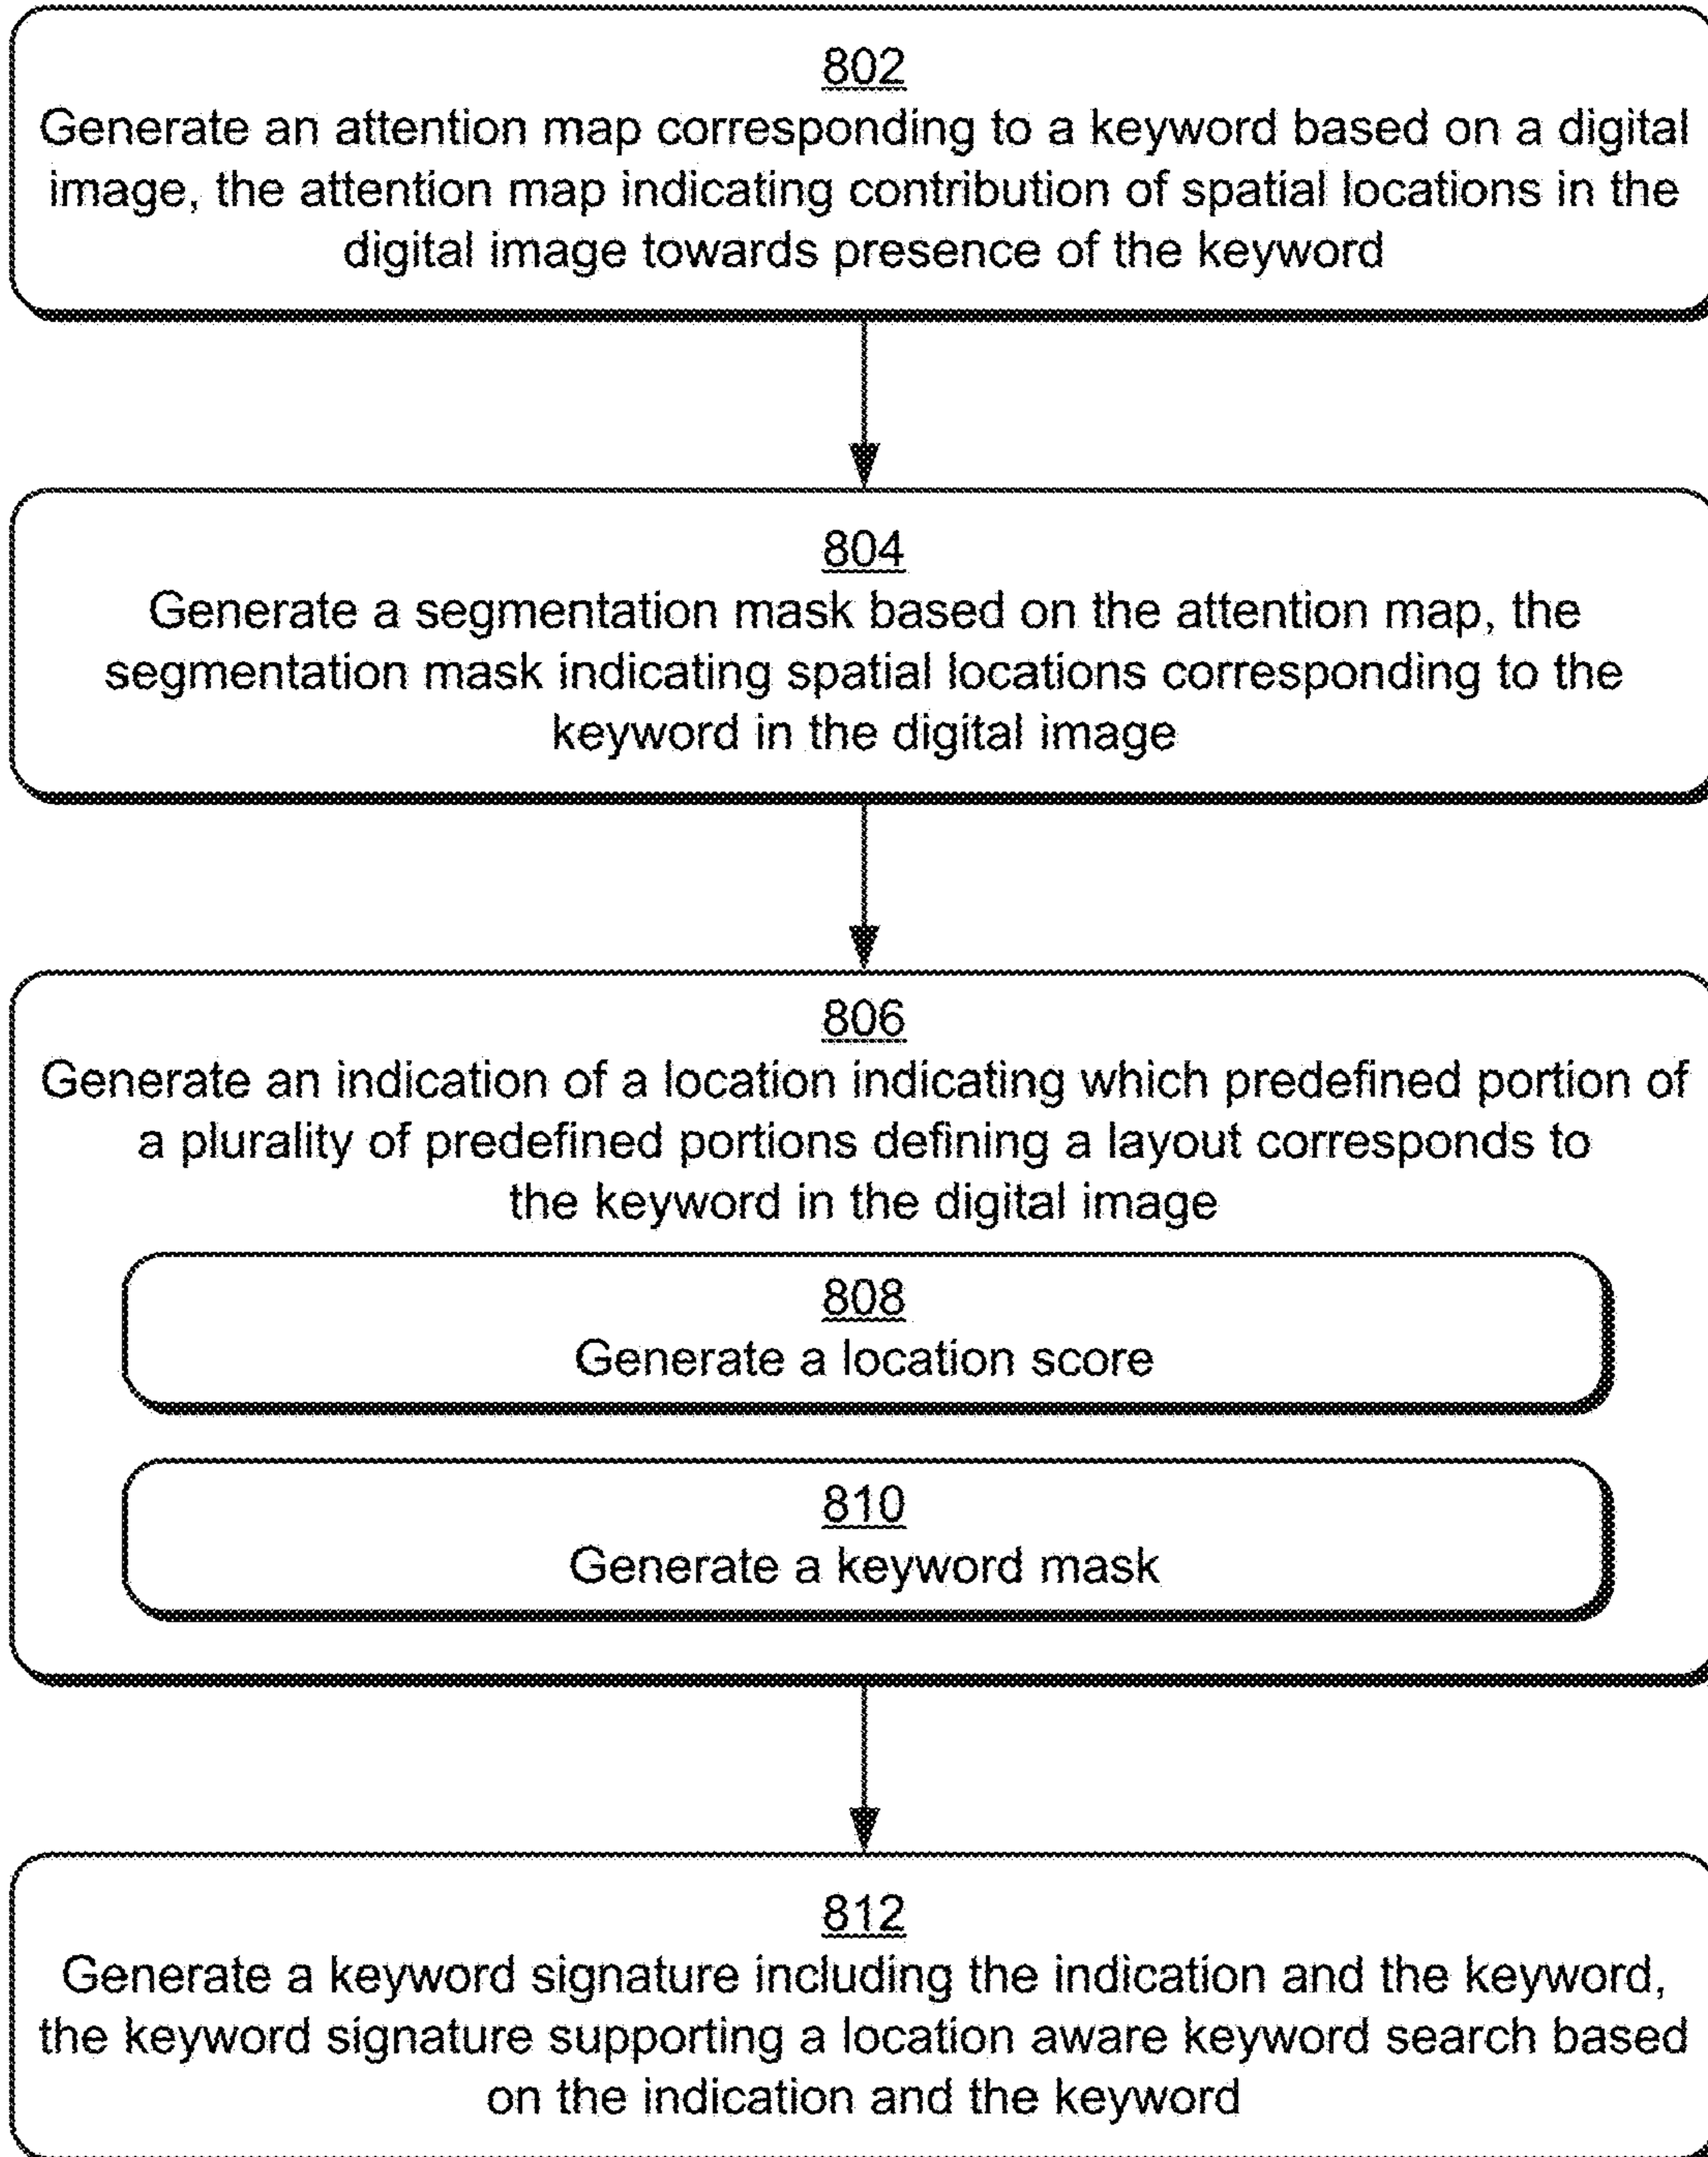 802
Generate an attention map corresponding to a keyword based on a digital
image, the attention map indicating contribution of spatial locations in the
digital image towards presence of the keyword
804
Generate a segmentation mask based on the attention map, the
segmentation mask indicating spatial locations corresponding to the
keyword in the digital image
806
Generate an indication of a location indicating which predefined portion of
a plurality of predefined portions defining a layout corresponds to
the keyword in the digital image
808
Generate a location score
810
Generate a keyword mask
812
Generate a keyword signature including the indication and the keyword,
the keyword signature supporting a location aware keyword search based
on the indication and the keyword